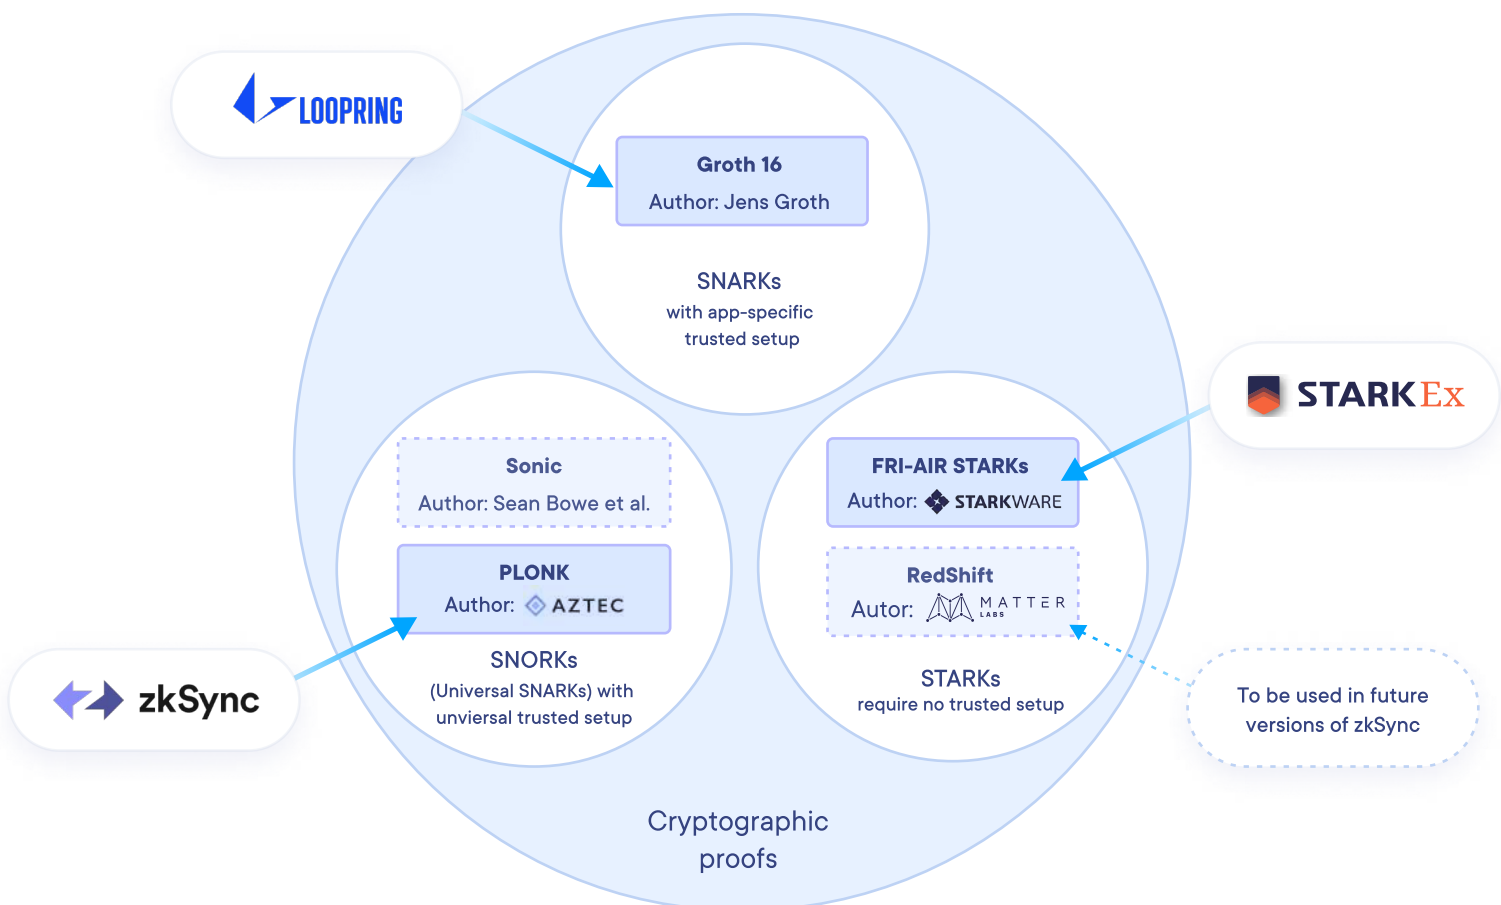 LOOPRING
Groth 16
Author: Jens Groth
SNARKs
with app-specific
trusted setup
STARKEx
Sonic
Author: Sean Bowe et al.
PLONK
Author: AZTEC
SNORKs
(Universal SNARKs) with
unviersal trusted setup
FRI-AIR STARKs
Author: STARKWARE
RedShift
Autor: MATTER
LABS
STARKs
require no trusted setup
zkSync
To be used in future
versions of zkSync
Cryptographic
proofs